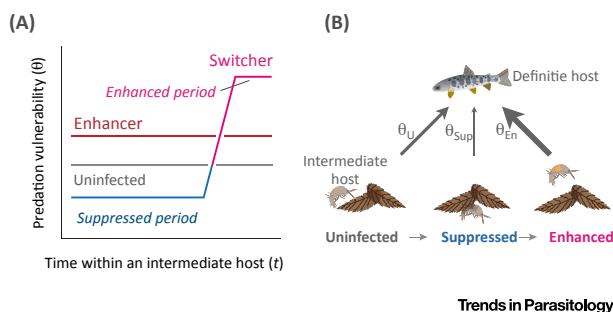 (A)
Predation vulnerability (θ)
Switcher
Enhanced period
Enhancer
Uninfected
Suppressed period
Time within an intermediate host (t)
(B)
Definite host
θU
θSup
θEn
Intermediate
host
Uninfected
Suppressed
Enhanced
Trends in Parasitology